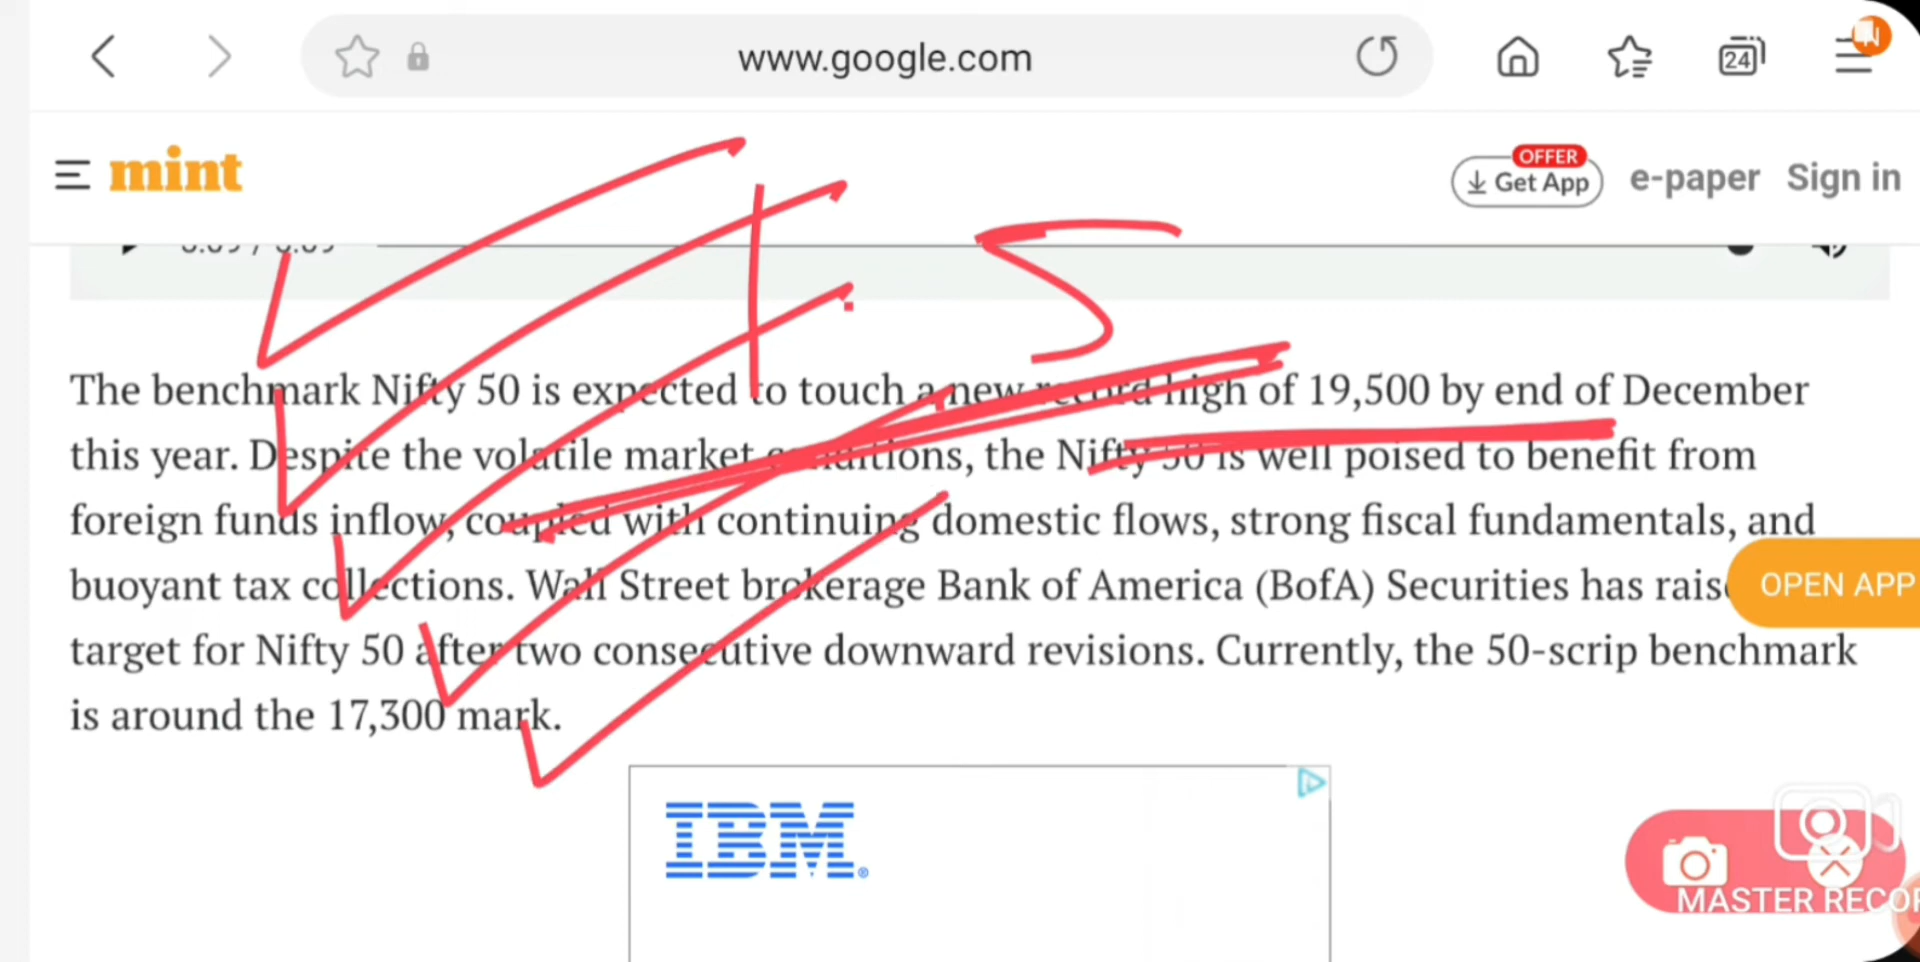 www.google.com
24
mint
OFFER
Get App
e-paper
Sign in
The benchmark Nifty 50 is expected to touch a new record high of 19,500 by end of December
this year. Despite the volatile market conditions, the Nifty 50 is well poised to benefit from
foreign funds inflow, coupled with continuing domestic flows, strong fiscal fundamentals, and
buoyant tax collections. Wall Street brokerage Bank of America (BofA) Securities has
OPEN APP
target for Nifty 50 after two consecutive downward revisions. Currently, the 50-scrip benchmark
is around the 17,300 mark.
IBM®
MASTER